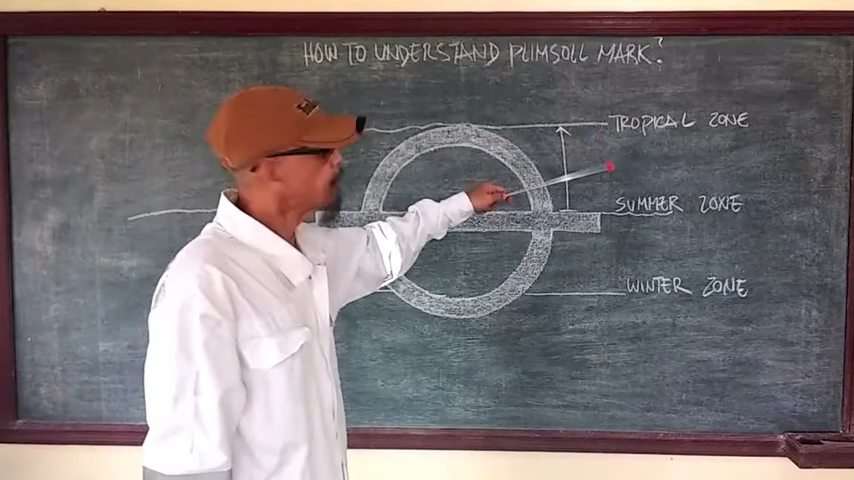 HOW TO UNDERSTAND PLIMSOLL MARK?
TROPICAL ZONE
SUMMER ZONE
WINTER ZONE